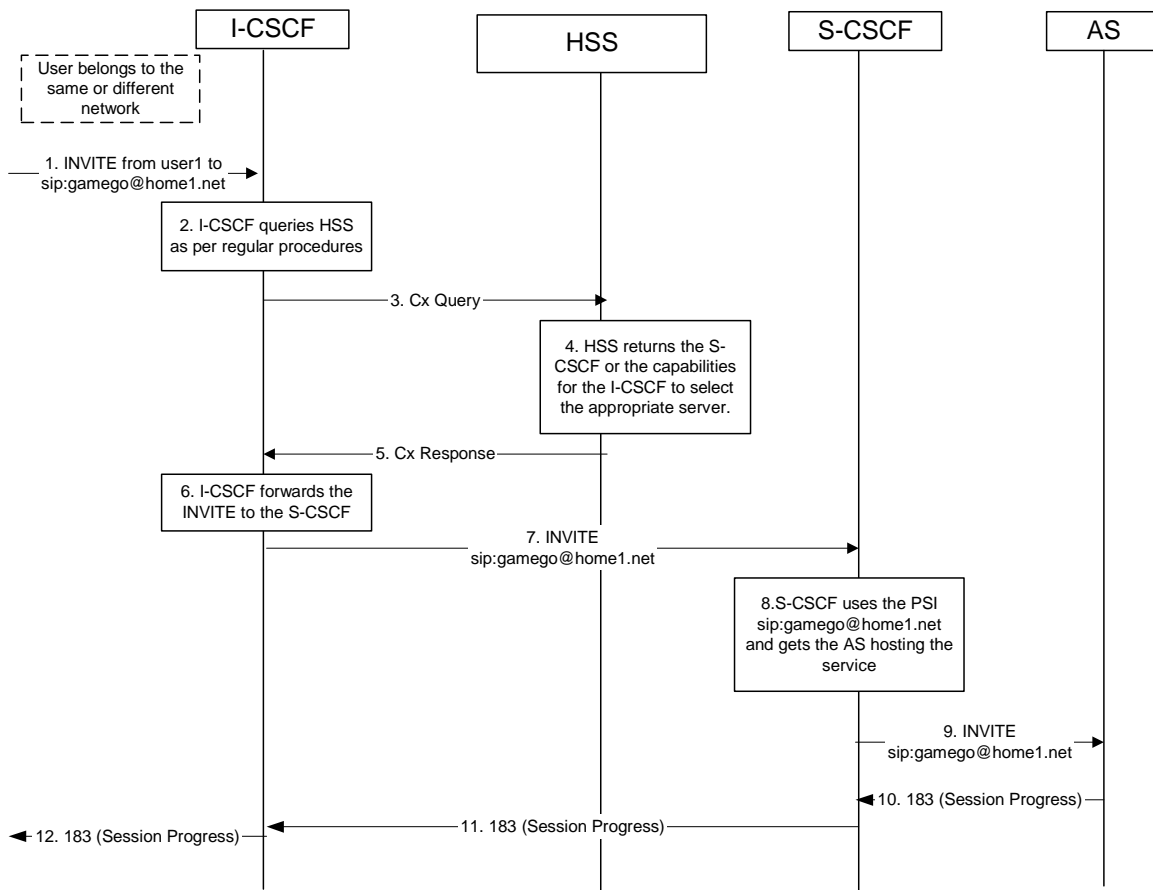 I-CSCF
HSS
S-CSCF
AS
User belongs to the
same or different
network
1. INVITE from user1 to
sip:gamego@home1.net
2. I-CSCF queries HSS
as per regular procedures
3. Cx Query
4. HSS returns the S-
CSCF or the capabilities
for the I-CSCF to select
the appropriate server.
5. Cx Response
6. I-CSCF forwards the
INVITE to the S-CSCF
7. INVITE
sip:gamego@home1.net
8.S-CSCF uses the PSI
sip:gamego@home1.net
and gets the AS hosting the
service
9. INVITE
sip:gamego@home1.net
10. 183 (Session Progress)
11. 183 (Session Progress)
12. 183 (Session Progress)